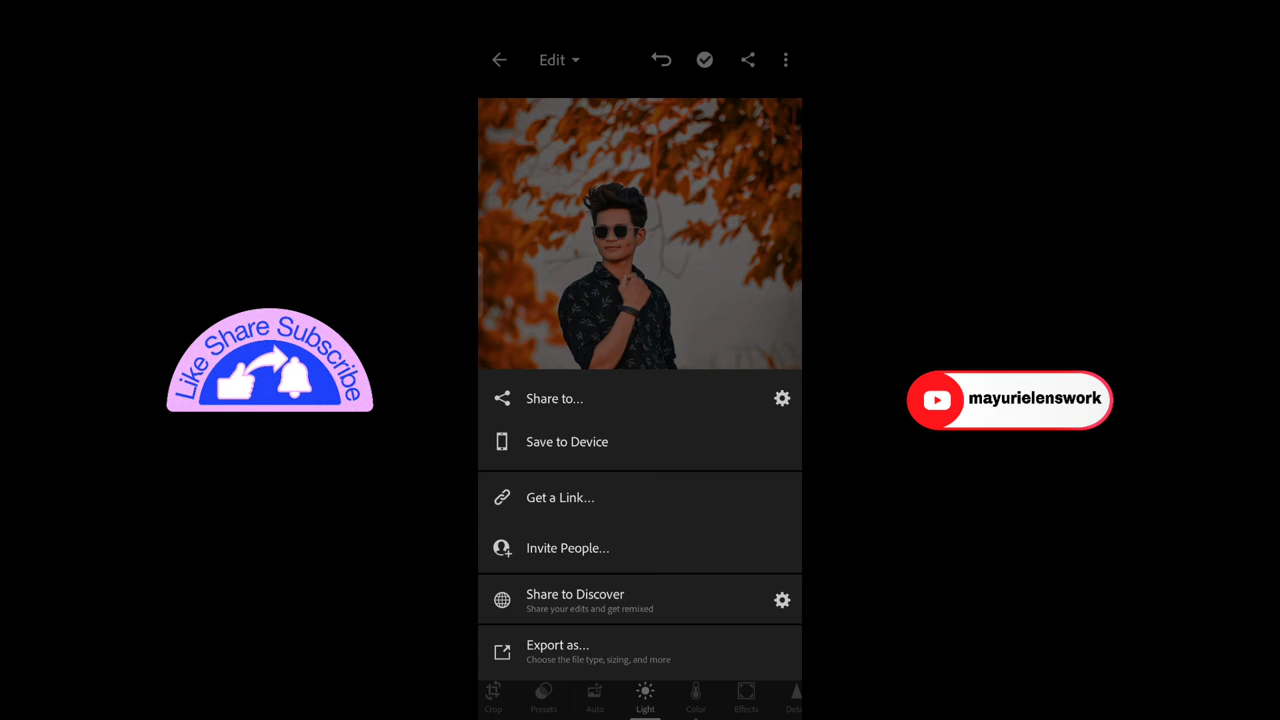 Edit
Like Share Subscribe
Share to...
Save to Device
mayurielenswork
Get a Link...
Invite People...
Share to Discover
Share your edits and get remixed
Export as...
Choose the file type, sizing, and more
Crop
Presets
Auto
Light
Color
Effects
Deta